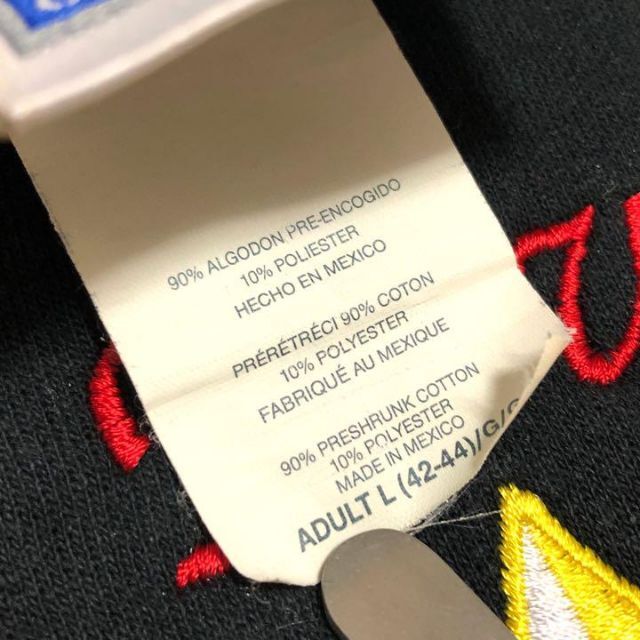 90% ALGODON PRE-ENCOGIDO
10% POLIESTER
HECHO EN MEXICO
PRÉRÉTRÉCI 90% COTON
10% POLYESTER
FABRIQUÉ AU MEXIQUE
90% PRESHRUNK COTTON
10% POLYESTER
MADE IN MEXICO
ADULT L (42-44)/G/G